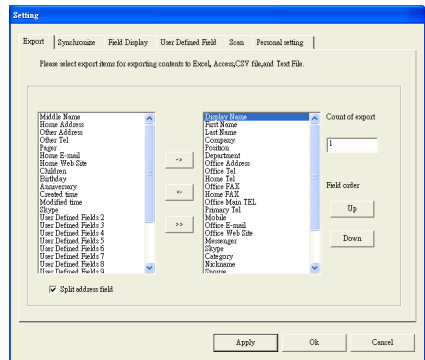 Setting
Export
Synchronize
Field Display
User Defined Field
Scan
Personal setting
Please select export items for exporting contents to Excel, Access,CSV file,and Text File.
Middle Name
Home Address
Other Address
Other Tel
Pager
Home E-mail
Home Web Site
Children
Birthday
Anniversary
Created time
Modified time
Skype
User Defined Fields 2
User Defined Fields 3
User Defined Fields 4
User Defined Fields 5
User Defined Fields 6
User Defined Fields 7
User Defined Fields 8
User Defined Fields 9
->
<-
>>
Display Name
First Name
Last Name
Company
Position
Department
Office Address
Office Tel
Home Tel
Office FAX
Home FAX
Office Main TEL
Primary Tel
Mobile
Office E-mail
Office Web Site
Messenger
Skype
Category
Nickname
Spouse
Count of export
1
Field order
Up
Down
Split address field
Apply
Ok
Cancel